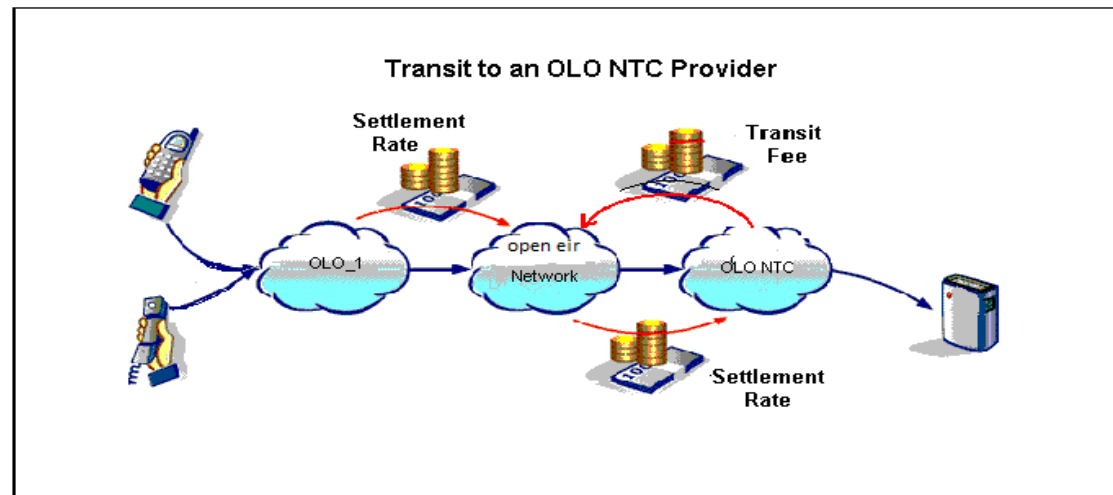 Transit to an OLO NTC Provider
Settlement
Rate
Transit
Fee
OLO_1
open eir
Network
OLO NTC
Settlement
Rate